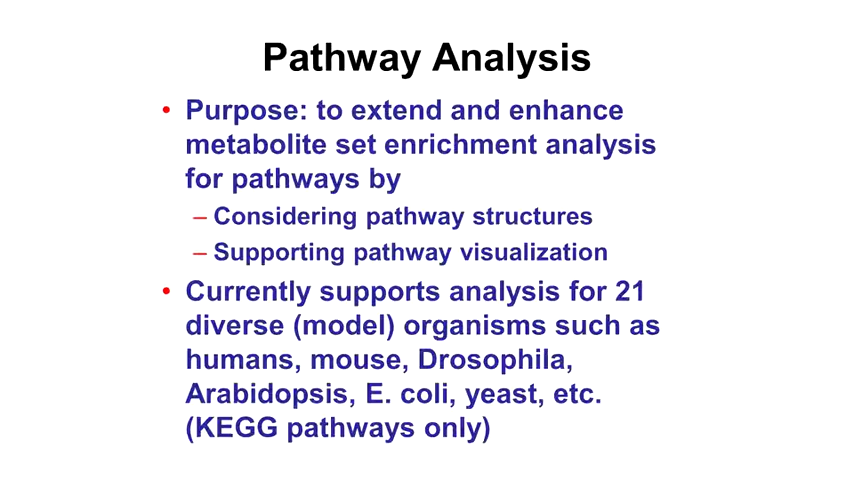 Pathway Analysis
• Purpose: to extend and enhance
metabolite set enrichment analysis
for pathways by
– Considering pathway structures
– Supporting pathway visualization
• Currently supports analysis for 21
diverse (model) organisms such as
humans, mouse, Drosophila,
Arabidopsis, E. coli, yeast, etc.
(KEGG pathways only)